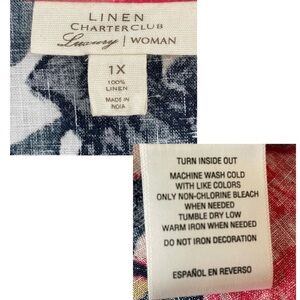 LINEN
CHARTER CLUB
Luxury | WOMAN
1X
100%
LINEN
MADE IN
INDIA
TURN INSIDE OUT
MACHINE WASH COLD
WITH LIKE COLORS
ONLY NON-CHLORINE BLEACH
WHEN NEEDED
TUMBLE DRY LOW
WARM IRON WHEN NEEDED
DO NOT IRON DECORATION
ESPAÑOL EN REVERSO